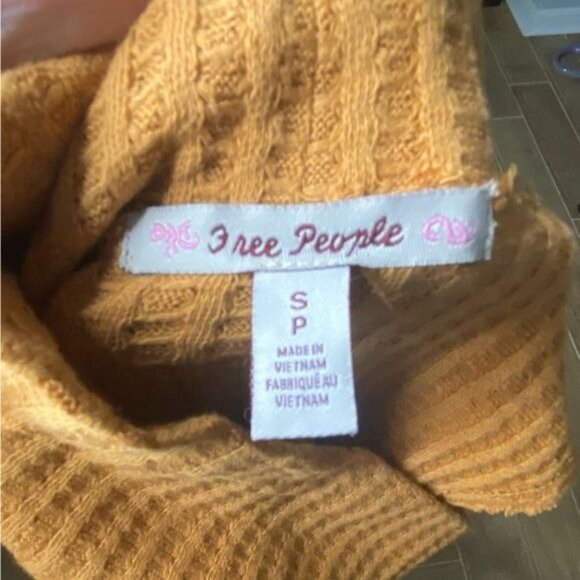 Free People
S
P
MADE IN
VIETNAM
FABRIQUÉ AU
VIETNAM